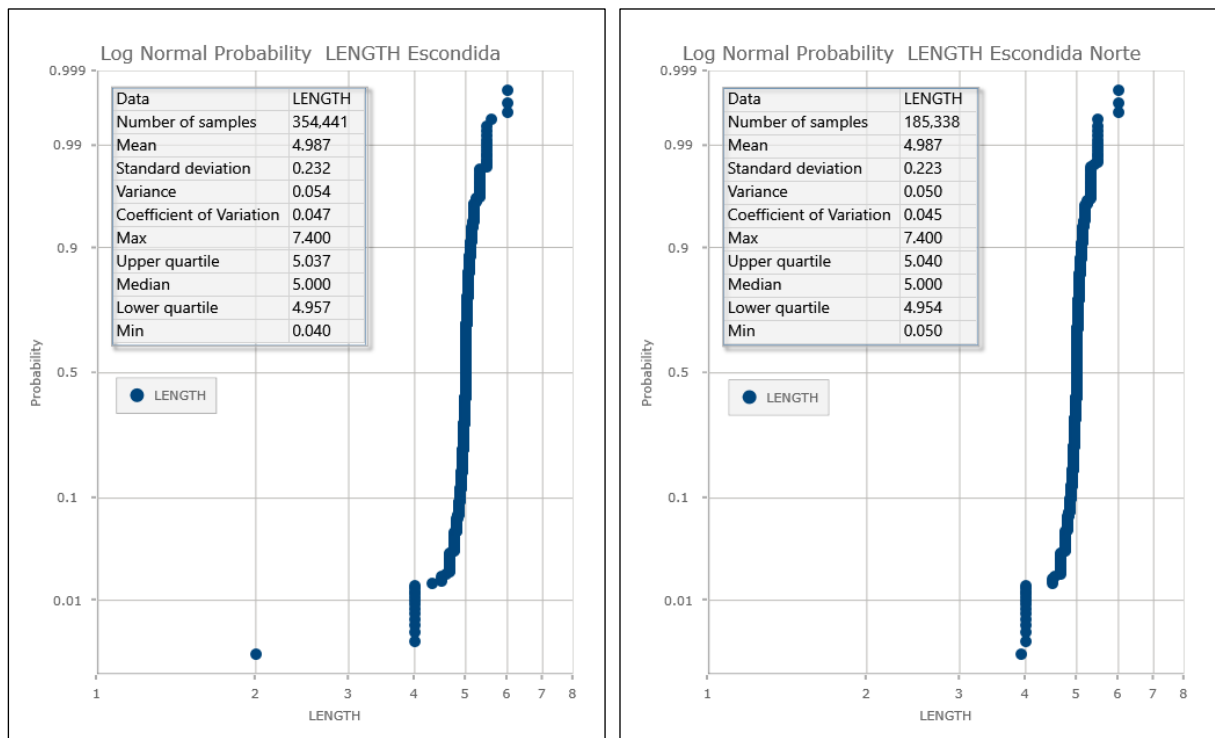 Log Normal Probability LENGTH Escondida
0.999
0.99
0.9
0.5
0.1
0.01
Probability
Data LENGTH
Number of samples 354,441
Mean 4.987
Standard deviation 0.232
Variance 0.054
Coefficient of Variation 0.047
Max 7.400
Upper quartile 5.037
Median 5.000
Lower quartile 4.957
Min 0.040
LENGTH
1 2 3 4 5 6 7 8
LENGTH
Log Normal Probability LENGTH Escondida Norte
0.999
0.99
0.9
0.5
0.1
0.01
Probability
Data LENGTH
Number of samples 185,338
Mean 4.987
Standard deviation 0.223
Variance 0.050
Coefficient of Variation 0.045
Max 7.400
Upper quartile 5.040
Median 5.000
Lower quartile 4.954
Min 0.050
LENGTH
1 2 3 4 5 6 7 8
LENGTH